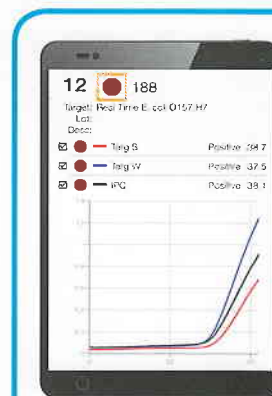 12 188
Target: Real Time E. coli O157:H7
Lot:
Desc:
Targ S Positive 38.7
Targ W Positive 37.5
IPC Positive 38.1